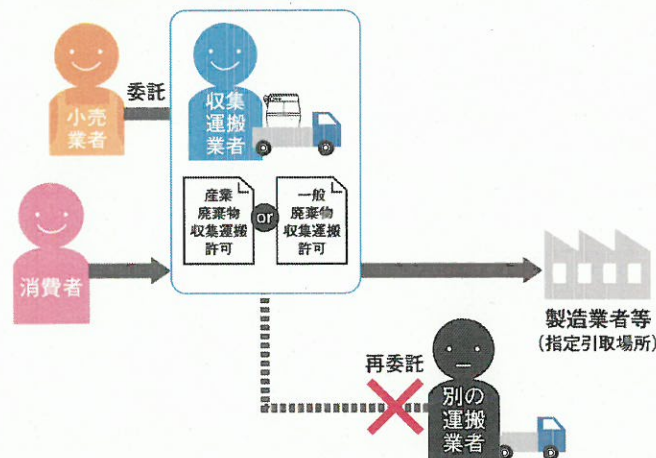 委託
小売
業者
収集
運搬
業者
産業
廃棄物
収集運搬
許可
or
一般
廃棄物
収集運搬
許可
消費者
製造業者等
(指定引取場所)
再委託
別の
運搬
業者